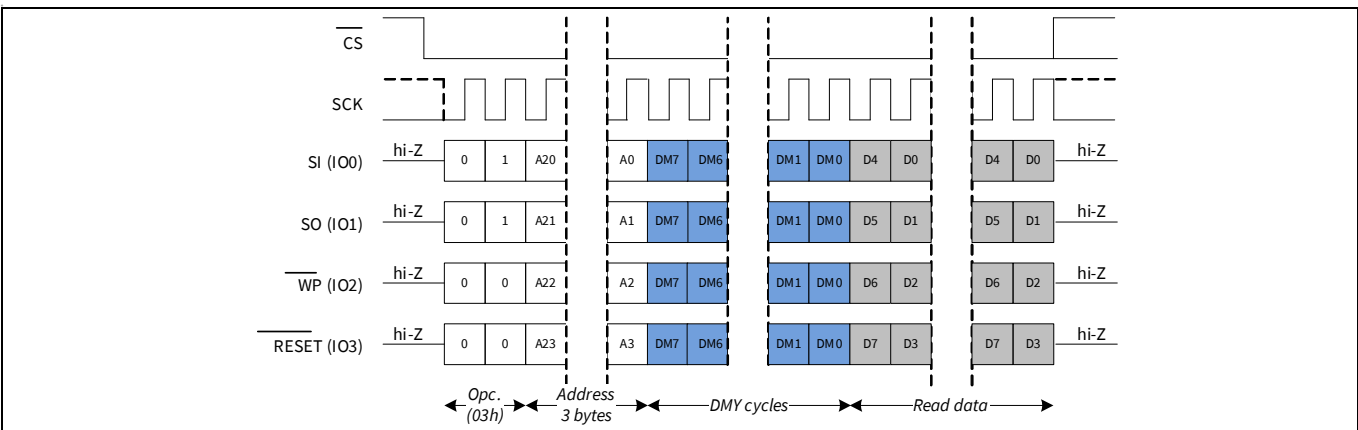 CS
SCK
SI (IO0) hi-Z 0 1 A20 A0 DM7 DM6 DM1 DM0 D4 D0 D4 D0 hi-Z
SO (IO1) hi-Z 0 1 A21 A1 DM7 DM6 DM1 DM0 D5 D1 D5 D1 hi-Z
WP (IO2) hi-Z 0 0 A22 A2 DM7 DM6 DM1 DM0 D6 D2 D6 D2 hi-Z
RESET (IO3) hi-Z 0 0 A23 A3 DM7 DM6 DM1 DM0 D7 D3 D7 D3 hi-Z
Opc. Address
(03h) 3 bytes DMY cycles Read data